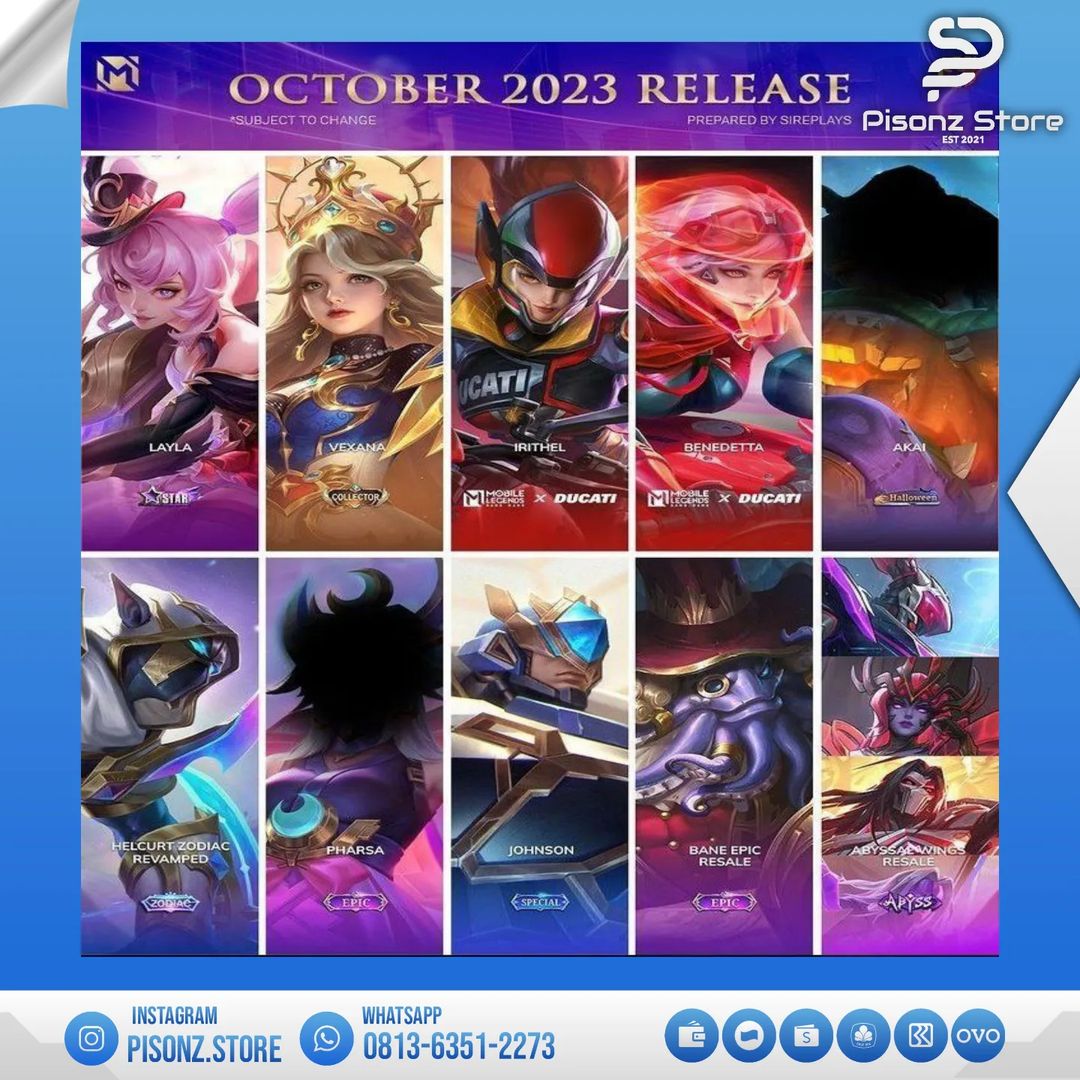 OCTOBER 2023 RELEASE
*SUBJECT TO CHANGE
PREPARED BY SIREPLAYS
Pisonz Store
EST 2021
LAYLA
STAR
VEXANA
COLLECTOR
UCATI
IRITHEL
MOBILE LEGENDS X DUCATI
BENEDETTA
MOBILE LEGENDS X DUCATI
AKAI
Halloween
HELCURT ZODIAC
REVAMPED
ZODIAC
PHARSA
EPIC
JOHNSON
SPECIAL
BANE EPIC
RESALE
EPIC
ABYSSAL WINGS
RESALE
ABYSS
INSTAGRAM
PISONZ.STORE
WHATSAPP
0813-6351-2273
OVO